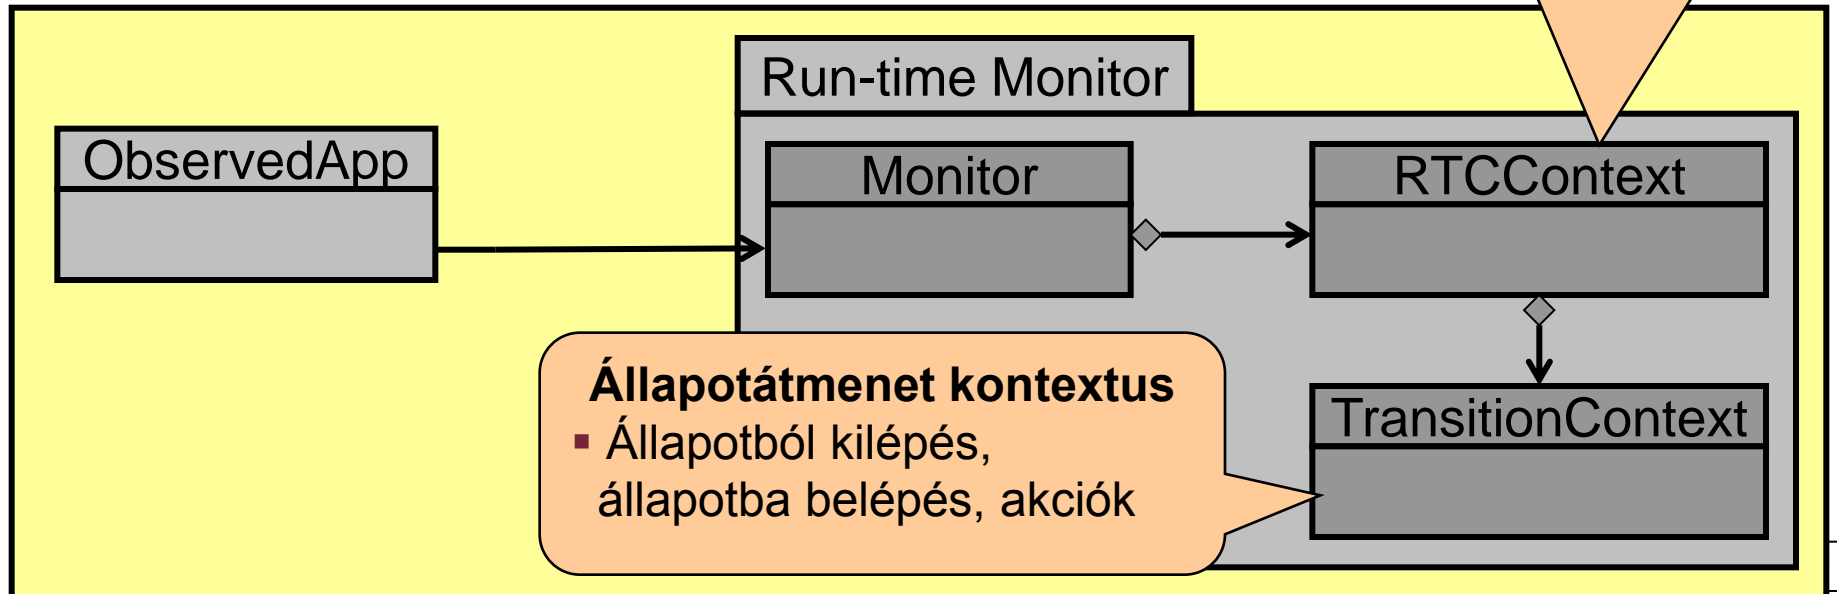 Run-time Monitor
ObservedApp
Monitor
RTCContext
Állapotátmenet kontextus
▪ Állapotból kilépés,
állapotba belépés, akciók
TransitionContext